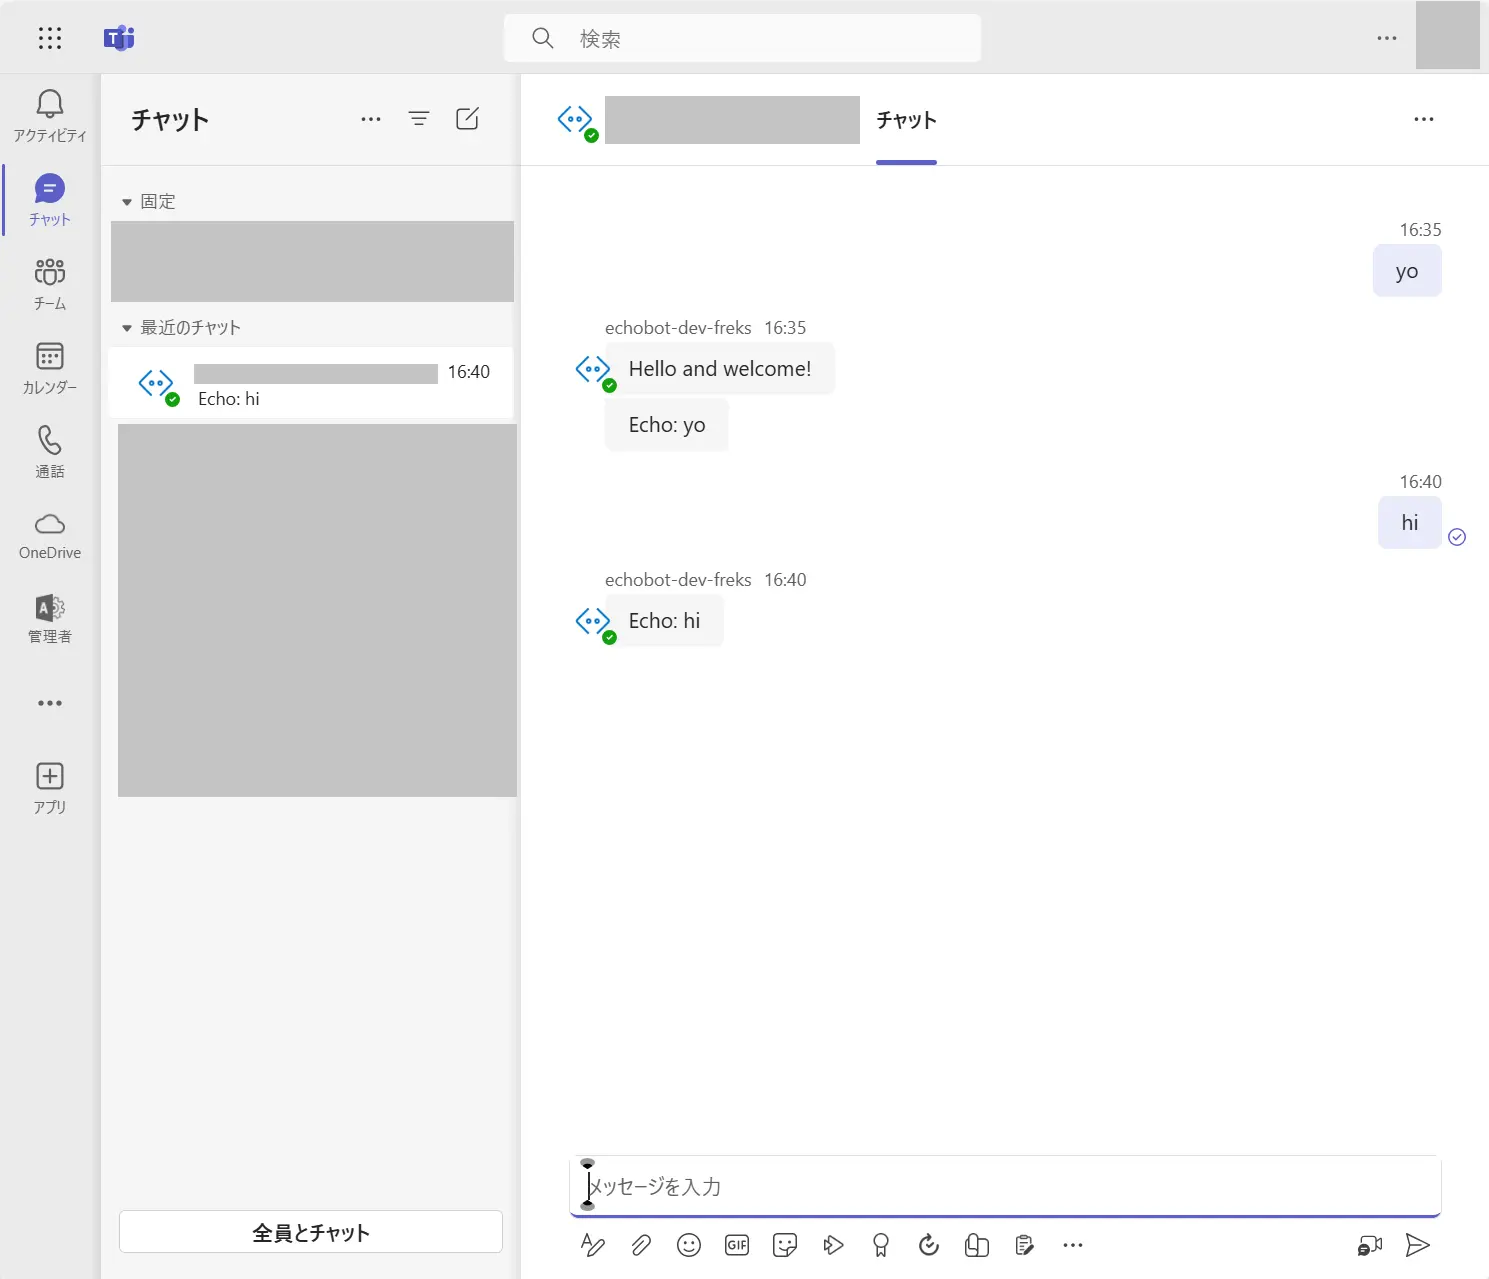 検索
アクティビティ
チャット
チーム
カレンダー
通話
OneDrive
管理者
アプリ
チャット
固定
最近のチャット
16:40
Echo: hi
全員とチャット
チャット
16:35
yo
echobot-dev-freks 16:35
Hello and welcome!
Echo: yo
16:40
hi
echobot-dev-freks 16:40
Echo: hi
メッセージを入力
GIF